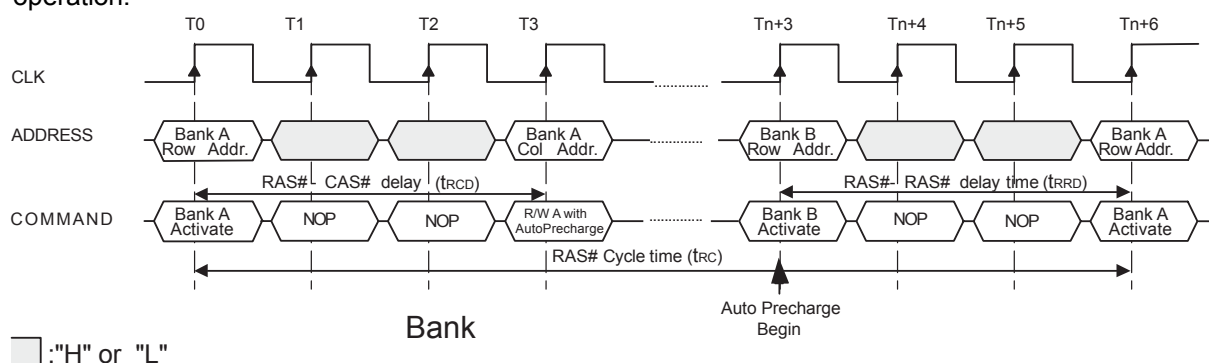 operation.
T0 T1 T2 T3 Tn+3 Tn+4 Tn+5 Tn+6
CLK
ADDRESS
Bank A
Row Addr.
Bank A
Col Addr.
Bank B
Row Addr.
Bank A
Row Addr.
RAS# - CAS# delay (tRCD)
RAS#- RAS# delay time (tRRD)
COMMAND
Bank A
Activate
NOP
NOP
R/W A with
AutoPrecharge
Bank B
Activate
NOP
NOP
Bank A
Activate
RAS# Cycle time (tRC)
Auto Precharge
Begin
Bank
:"H" or "L"